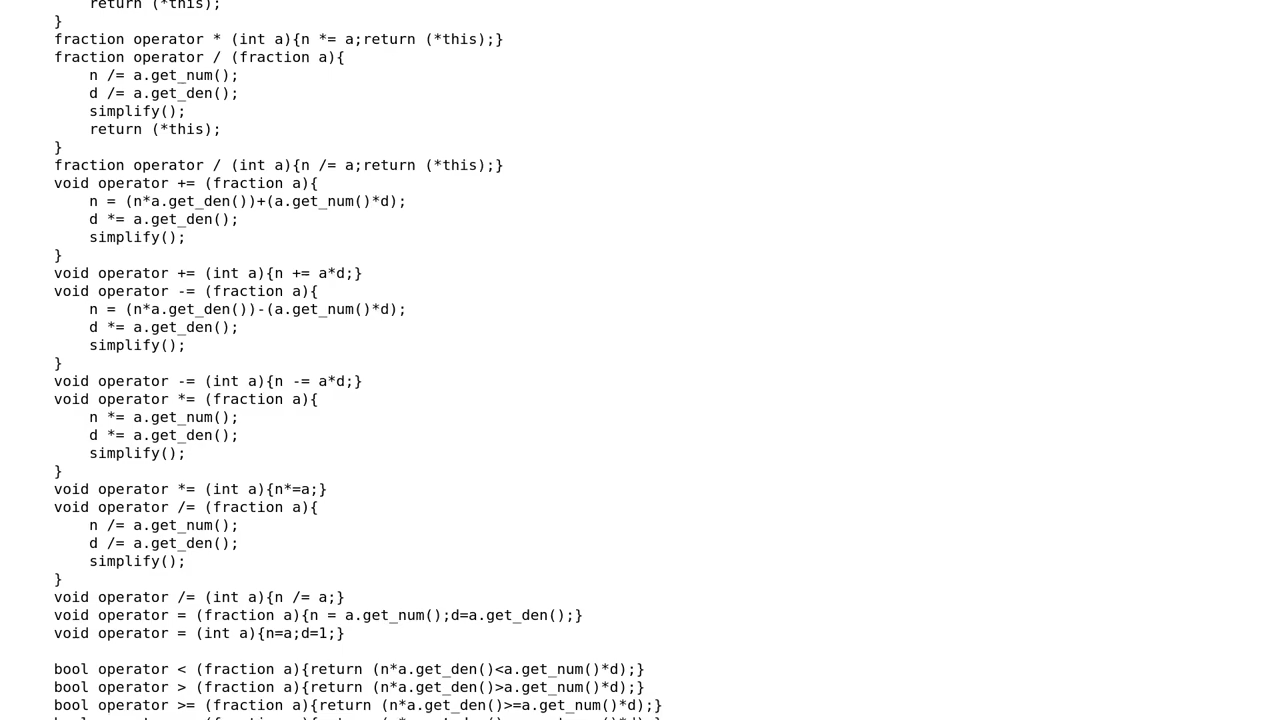 return (*this);
}
fraction operator * (int a){n *= a;return (*this);}
fraction operator / (fraction a){
n /= a.get_num();
d /= a.get_den();
simplify();
return (*this);
}
fraction operator / (int a){n /= a;return (*this);}
void operator += (fraction a){
n = (n*a.get_den())+(a.get_num()*d);
d *= a.get_den();
simplify();
}
void operator += (int a){n += a*d;}
void operator -= (fraction a){
n = (n*a.get_den())-(a.get_num()*d);
d *= a.get_den();
simplify();
}
void operator -= (int a){n -= a*d;}
void operator *= (fraction a){
n *= a.get_num();
d *= a.get_den();
simplify();
}
void operator *= (int a){n*=a;}
void operator /= (fraction a){
n /= a.get_num();
d /= a.get_den();
simplify();
}
void operator /= (int a){n /= a;}
void operator = (fraction a){n = a.get_num();d=a.get_den();}
void operator = (int a){n=a;d=1;}
bool operator < (fraction a){return (n*a.get_den()<a.get_num()*d);}
bool operator > (fraction a){return (n*a.get_den()>a.get_num()*d);}
bool operator >= (fraction a){return (n*a.get_den()>=a.get_num()*d);}